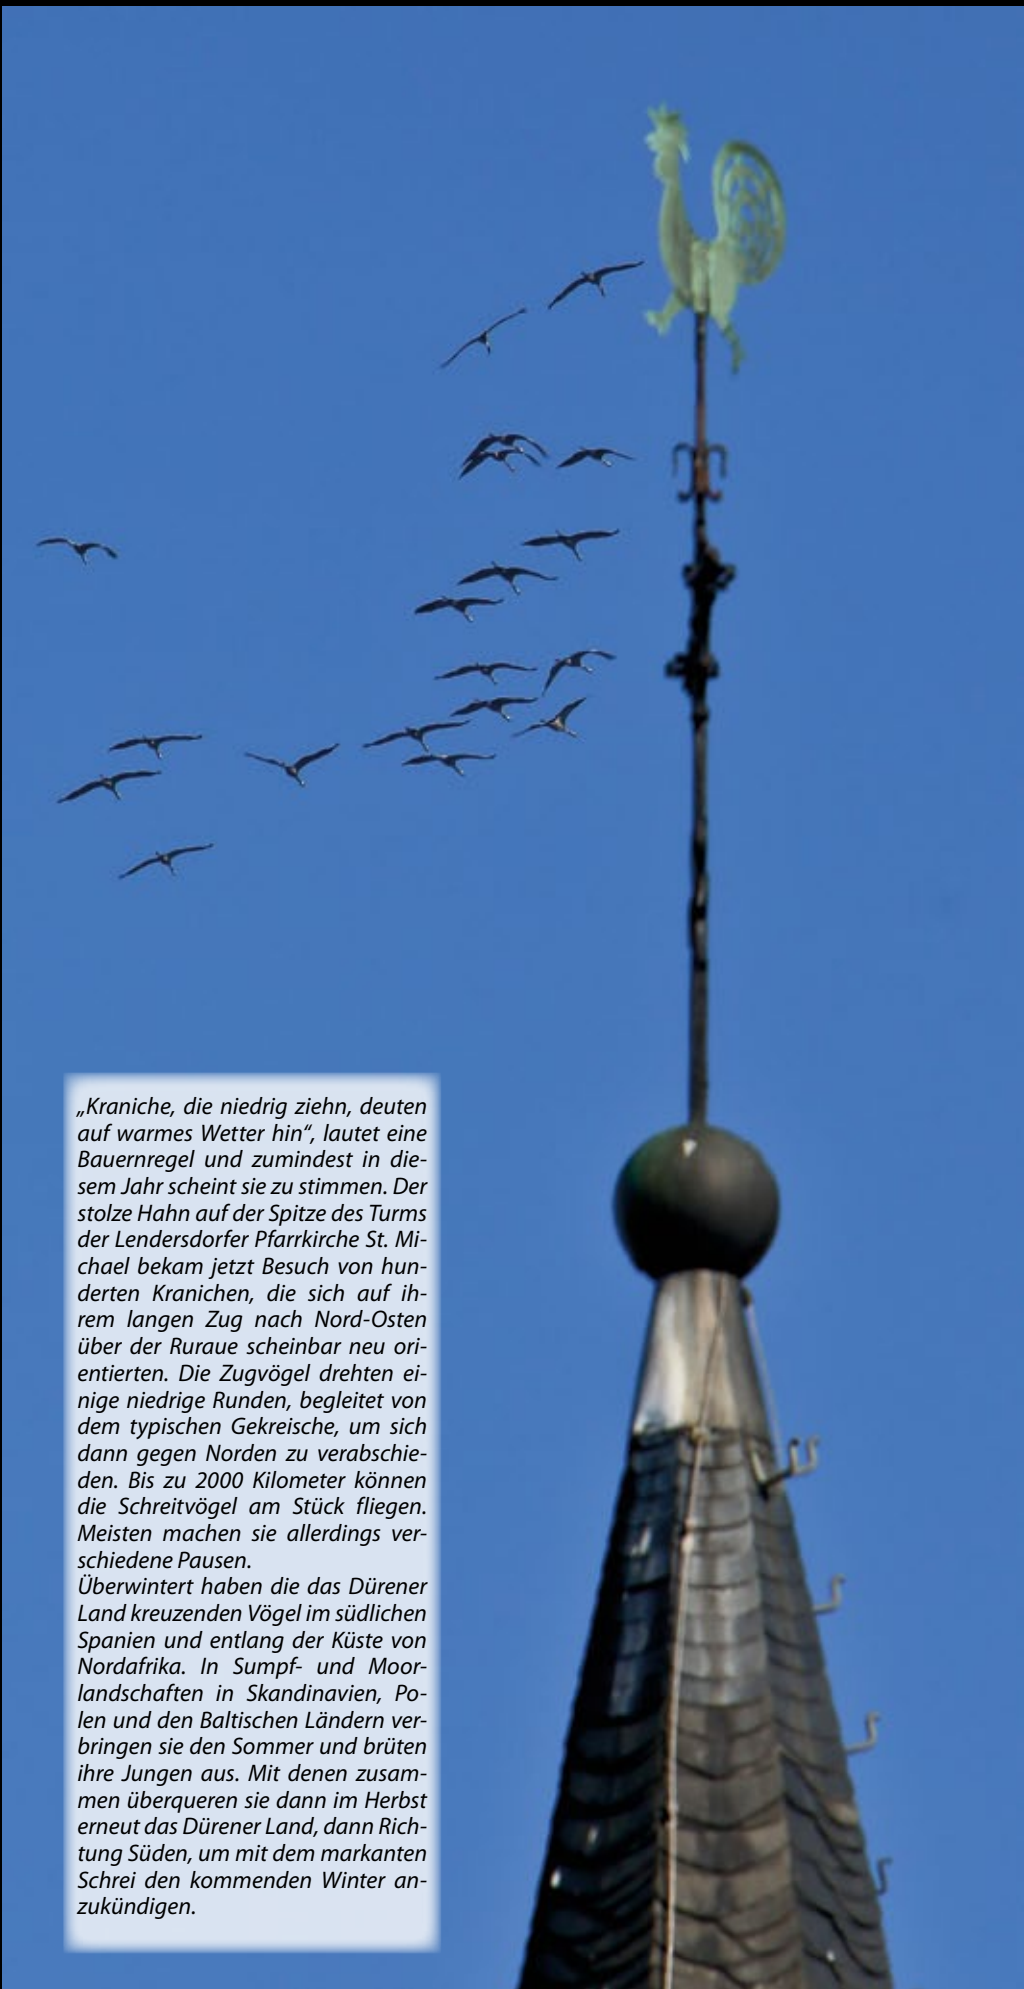 „Kraniche, die niedrig ziehn, deuten
auf warmes Wetter hin“, lautet eine
Bauernregel und zumindest in die-
sem Jahr scheint sie zu stimmen. Der
stolze Hahn auf der Spitze des Turms
der Lendersdorfer Pfarrkirche St. Mi-
chael bekam jetzt Besuch von hun-
derten Kranichen, die sich auf ih-
rem langen Zug nach Nord-Osten
über der Ruraue scheinbar neu ori-
entierten. Die Zugvögel drehten ei-
nige niedrige Runden, begleitet von
dem typischen Gekreische, um sich
dann gegen Norden zu verabschie-
den. Bis zu 2000 Kilometer können
die Schreitvögel am Stück fliegen.
Meisten machen sie allerdings ver-
schiedene Pausen.
Überwintert haben die das Dürener
Land kreuzenden Vögel im südlichen
Spanien und entlang der Küste von
Nordafrika. In Sumpf- und Moor-
landschaften in Skandinavien, Po-
len und den Baltischen Ländern ver-
bringen sie den Sommer und brüten
ihre Jungen aus. Mit denen zusam-
men überqueren sie dann im Herbst
erneut das Dürener Land, dann Rich-
tung Süden, um mit dem markanten
Schrei den kommenden Winter an-
zukündigen.